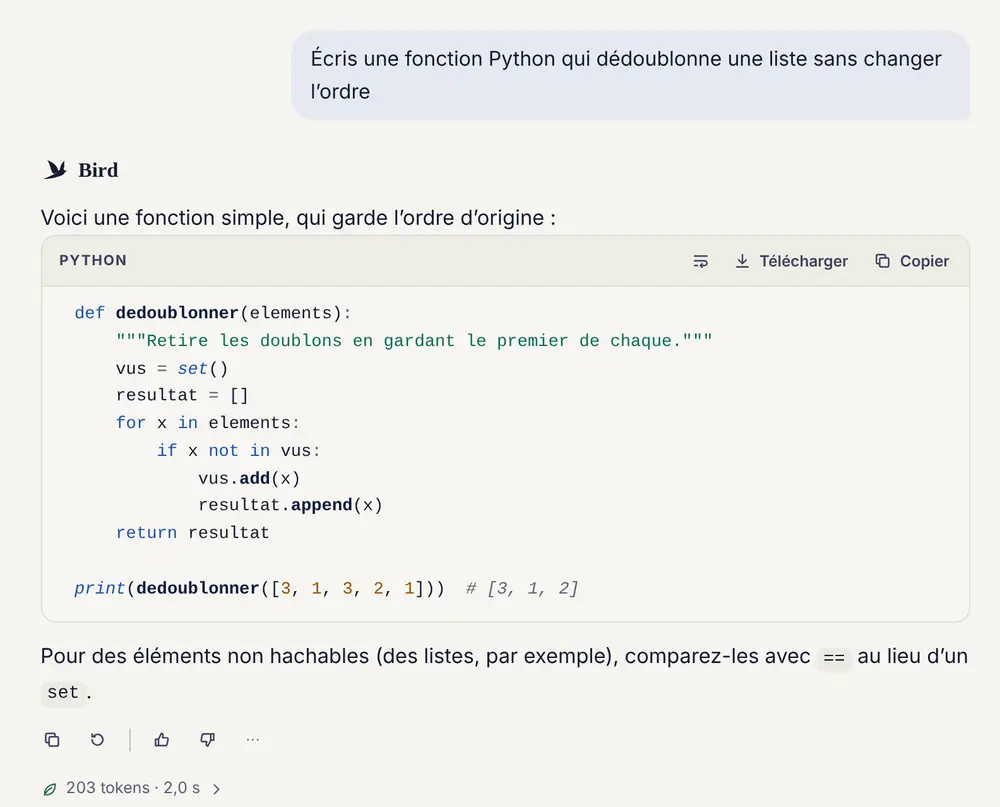 Écris une fonction Python qui dédoublonne une liste sans changer
l’ordre
Bird
Voici une fonction simple, qui garde l’ordre d’origine :
PYTHON
Télécharger
Copier
def dedoublonner(elements):
    """Retire les doublons en gardant le premier de chaque."""
    vus = set()
    resultat = []
    for x in elements:
        if x not in vus:
            vus.add(x)
            resultat.append(x)
    return resultat

print(dedoublonner([3, 1, 3, 2, 1]))  # [3, 1, 2]
Pour des éléments non hachables (des listes, par exemple), comparez-les avec == au lieu d’un
set.
203 tokens · 2,0 s